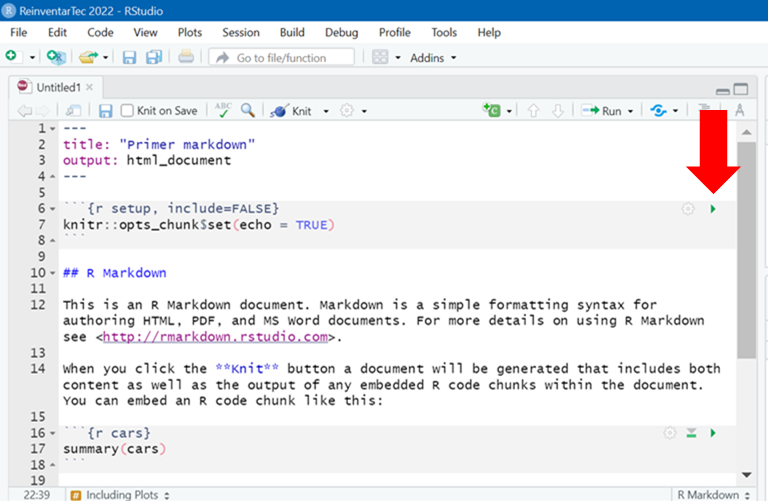 ReinventarTec 2022 - RStudio
File Edit Code View Plots Session Build Debug Profile Tools Help
Go to file/function Addins
Untitled1
Knit on Save ABC Knit Run
1 ---
2 title: "Primer markdown"
3 output: html_document
4 ---
5
6 ```{r setup, include=FALSE}
7 knitr::opts_chunk$set(echo = TRUE)
8 ```
9
10 ## R Markdown
11
12 This is an R Markdown document. Markdown is a simple formatting syntax for
authoring HTML, PDF, and MS Word documents. For more details on using R Markdown
see <http://rmarkdown.rstudio.com>.
13
14 When you click the **Knit** button a document will be generated that includes both
content as well as the output of any embedded R code chunks within the document.
You can embed an R code chunk like this:
15
16 ```{r cars}
17 summary(cars)
18 ```
19
22:39 # Including Plots R Markdown